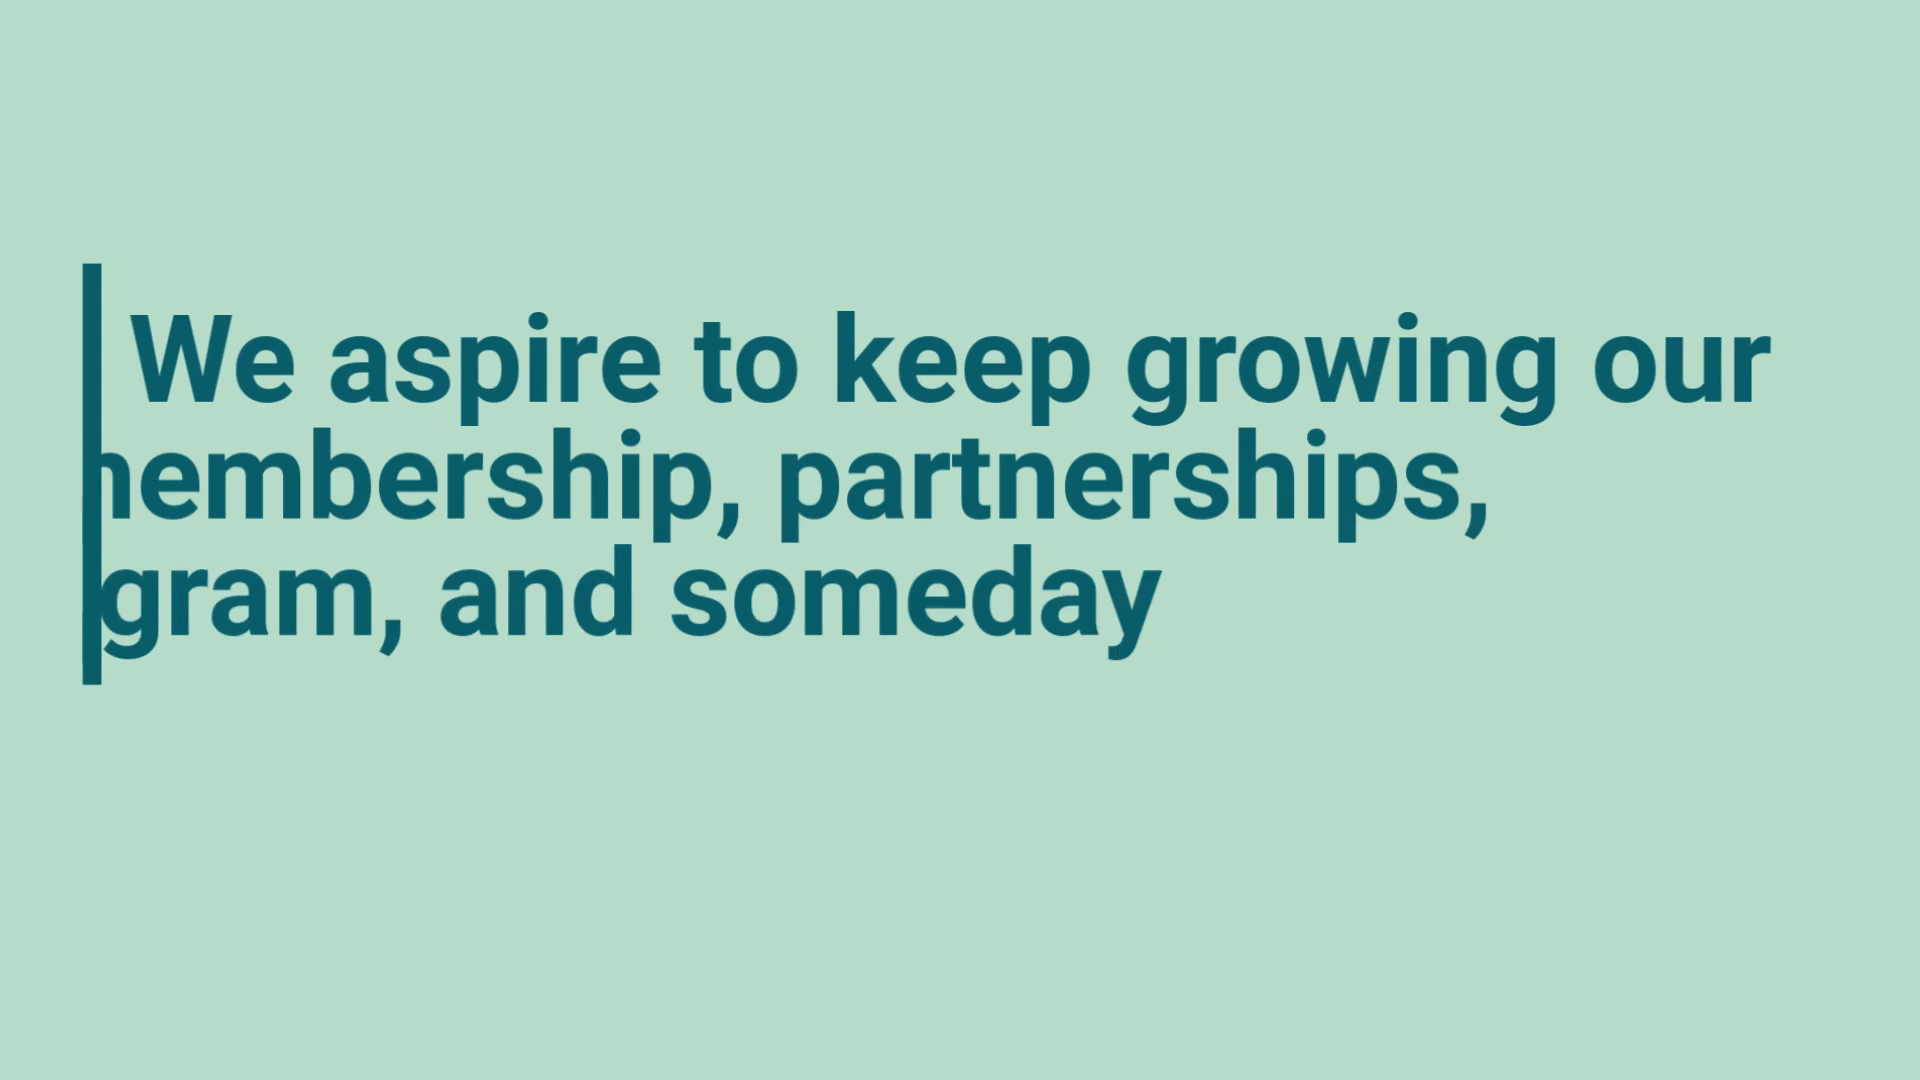 We aspire to keep growing our
membership, partnerships,
gram, and someday